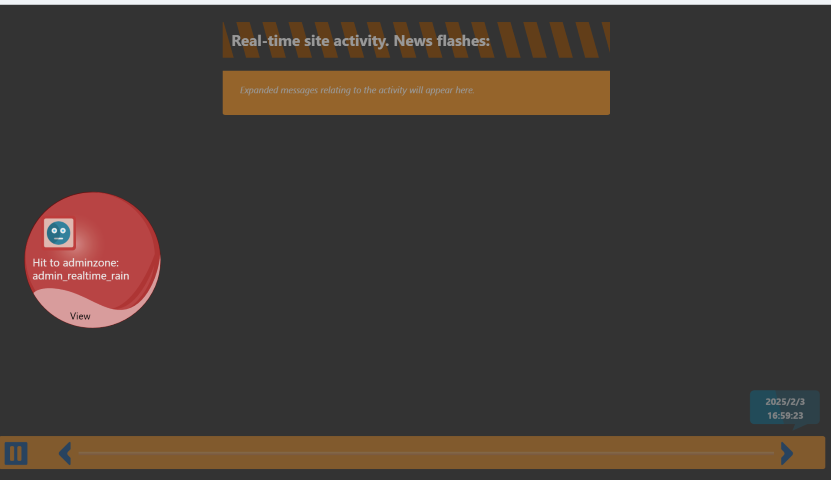 Real-time site activity. News flashes:
Expanded messages relating to the activity will appear here.
Hit to adminzone:
admin_realtime_rain
View
2025/2/3
16:59:23